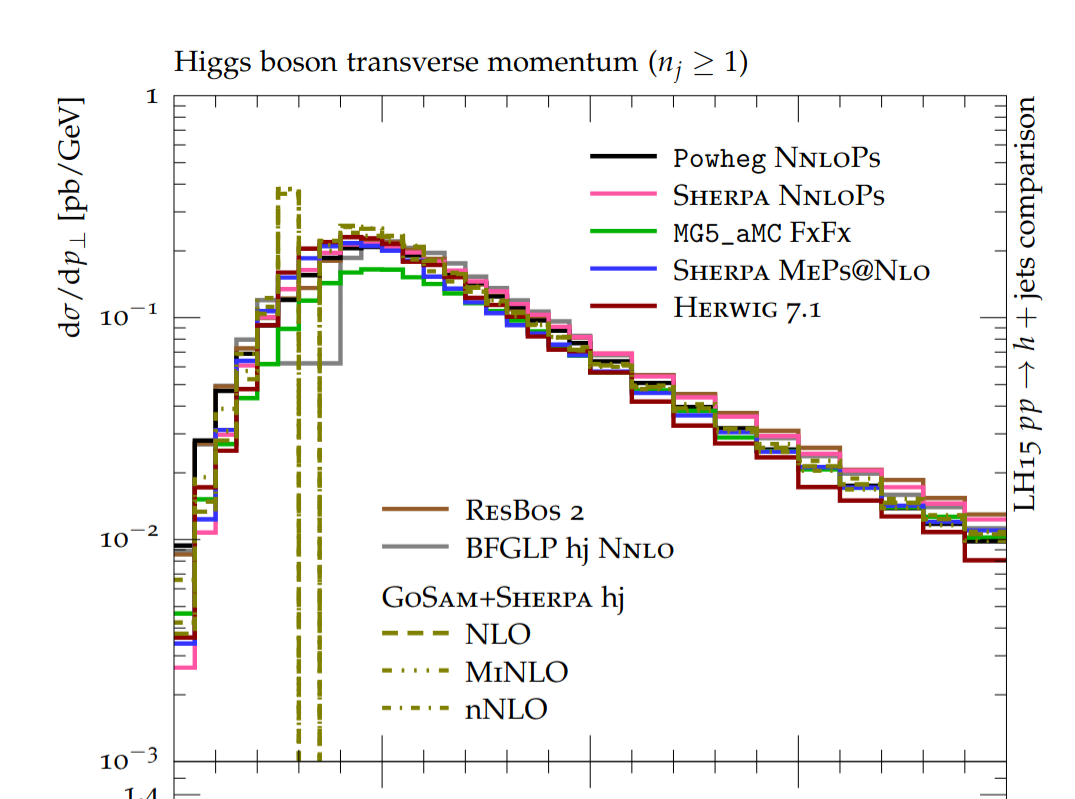 Higgs boson transverse momentum (n_j ≥ 1)
dσ/dp_⊥ [pb/GeV]
1
10^−1
10^−2
10^−3
1.4
Powheg NNLOPS
SHERPA NNLOPS
MG5_aMC FxFx
SHERPA MEPS@NLO
HERWIG 7.1
RESBOS 2
BFGLP hj NNLO
GOSAM+SHERPA hj
NLO
MINLO
nNLO
LH15 pp → h + jets comparison